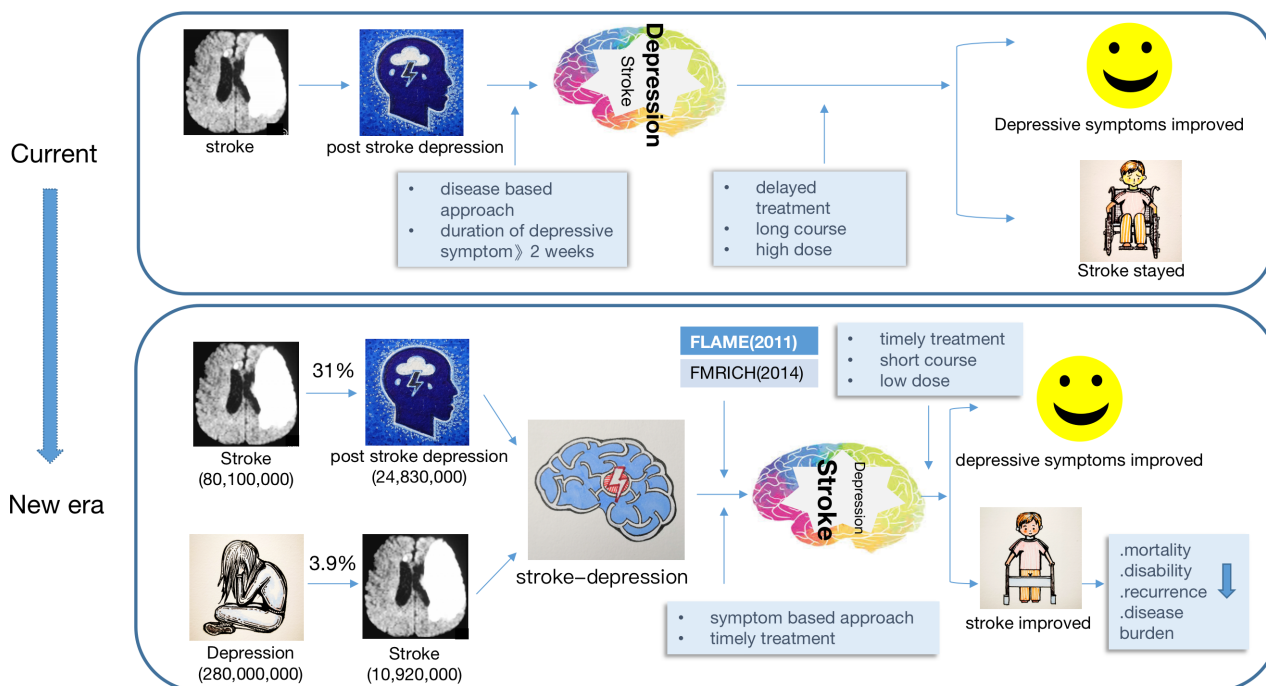 Current
stroke
post stroke depression
Depression
Stroke
• disease based
approach
• duration of depressive
symptom》2 weeks
• delayed
treatment
• long course
• high dose
Depressive symptoms improved
Stroke stayed
New era
31%
Stroke
(80,100,000)
post stroke depression
(24,830,000)
3.9%
Depression
(280,000,000)
Stroke
(10,920,000)
stroke–depression
FLAME(2011)
FMRICH(2014)
• symptom based approach
• timely treatment
Stroke
Depression
• timely treatment
• short course
• low dose
depressive symptoms improved
stroke improved
.mortality
.disability
.recurrence
.disease
burden